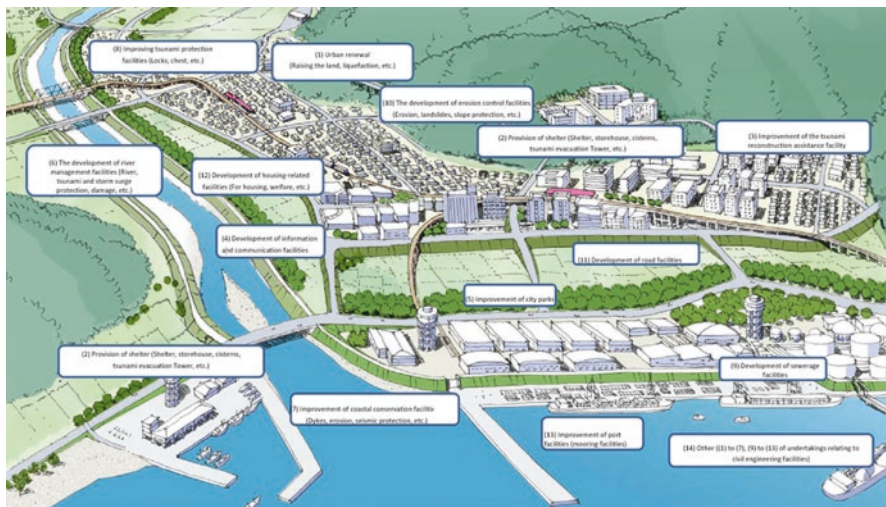 (8) Improving tsunami protection
facilities (Locks, chest, etc.)
(1) Urban renewal
(Raising the land, liquefaction, etc.)
(10) The development of erosion control facilities
(Erosion, landslides, slope protection, etc.)
(2) Provision of shelter (Shelter, storehouse, cisterns,
tsunami evacuation Tower, etc.)
(3) Improvement of the tsunami
reconstruction assistance facility
(6) The development of river
management facilities (River,
tsunami and storm surge
protection, damage, etc.)
(12) Development of housing-related
facilities (For housing, welfare, etc.)
(4) Development of information
and communication facilities
(11) Development of road facilities
(5) Improvement of city parks
(2) Provision of shelter (Shelter, storehouse, cisterns,
tsunami evacuation Tower, etc.)
(9) Development of sewerage
facilities
7) Improvement of coastal conservation facilitie
(Dykes, erosion, seismic protection, etc.)
(13) Improvement of port
facilities (mooring facilities)
(14) Other ((1) to (7), (9) to (13) of undertakings relating to
civil engineering facilities)